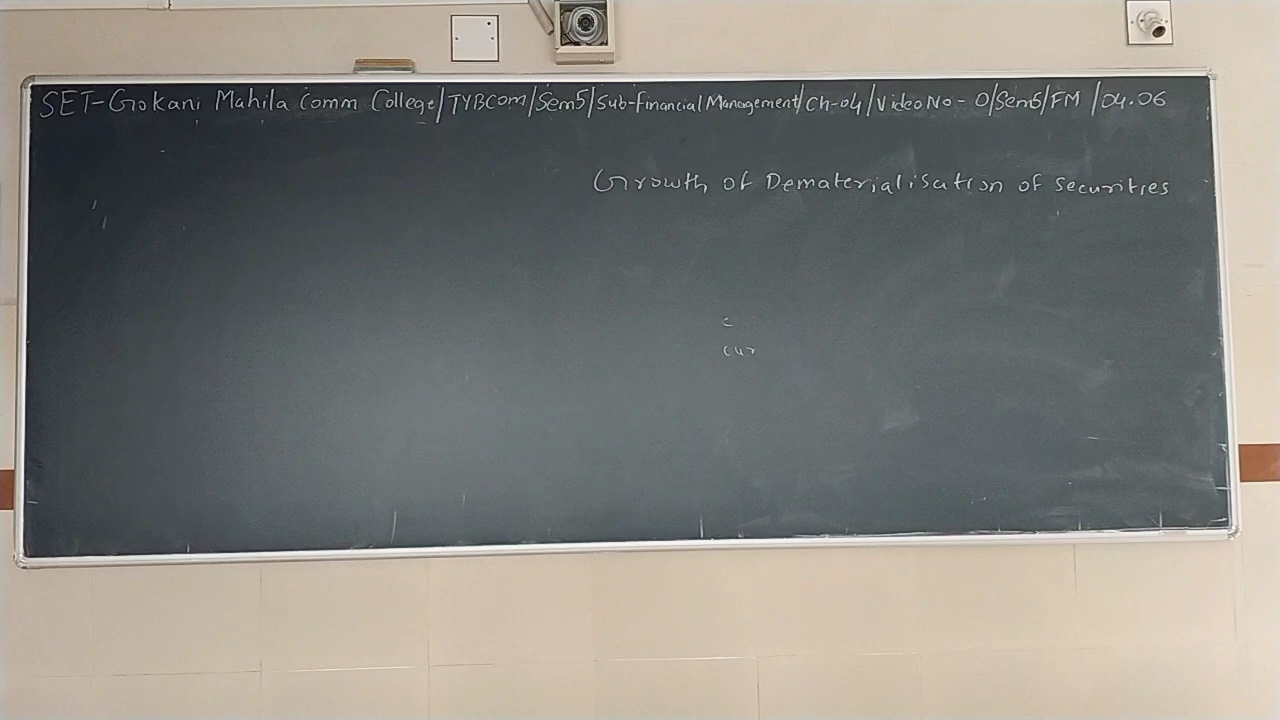 SET-Gokani Mahila Comm College/TYBCOM/Sem5/Sub-Financial Management/Ch-04/Video No - 0/Sem5/FM /04.06
Growth of Dematerialisation of securities